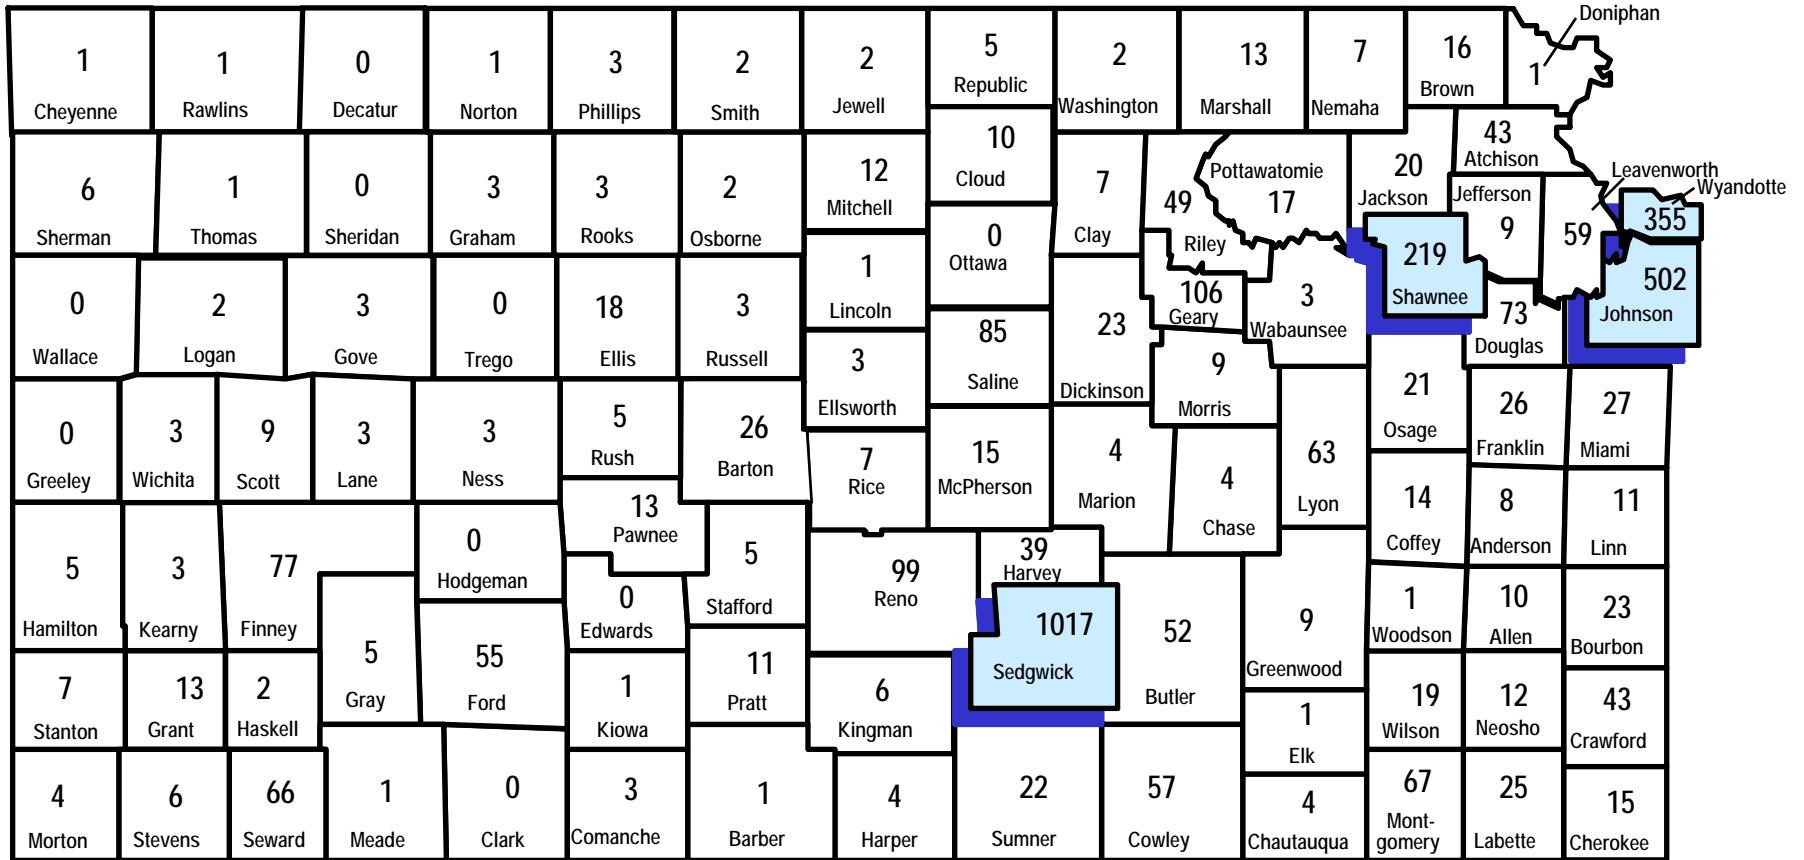 Doniphan
1
Cheyenne
1
Rawlins
0
Decatur
1
Norton
3
Phillips
2
Smith
2
Jewell
5
Republic
2
Washington
13
Marshall
7
Nemaha
16
Brown
1
6
Sherman
1
Thomas
0
Sheridan
3
Graham
3
Rooks
2
Osborne
12
Mitchell
10
Cloud
7
Clay
49
Riley
Pottawatomie
17
20
Jackson
43
Atchison
Jefferson
9
Leavenworth
59
Wyandotte
355
0
Wallace
2
Logan
3
Gove
0
Trego
18
Ellis
3
Russell
1
Lincoln
0
Ottawa
3
Ellsworth
85
Saline
23
Dickinson
106
Geary
3
Wabaunsee
219
Shawnee
73
Douglas
502
Johnson
9
Morris
0
Greeley
3
Wichita
9
Scott
3
Lane
3
Ness
5
Rush
26
Barton
7
Rice
15
McPherson
4
Marion
4
Chase
63
Lyon
21
Osage
26
Franklin
27
Miami
5
Hamilton
3
Kearny
77
Finney
0
Hodgeman
13
Pawnee
5
Stafford
0
Edwards
99
Reno
39
Harvey
1017
Sedgwick
52
Butler
9
Greenwood
14
Coffey
8
Anderson
11
Linn
1
Woodson
10
Allen
23
Bourbon
7
Stanton
13
Grant
2
Haskell
5
Gray
55
Ford
1
Kiowa
11
Pratt
6
Kingman
1
Elk
19
Wilson
12
Neosho
43
Crawford
4
Morton
6
Stevens
66
Seward
1
Meade
0
Clark
3
Comanche
1
Barber
4
Harper
22
Sumner
57
Cowley
4
Chautauqua
67
Mont-
gomery
25
Labette
15
Cherokee